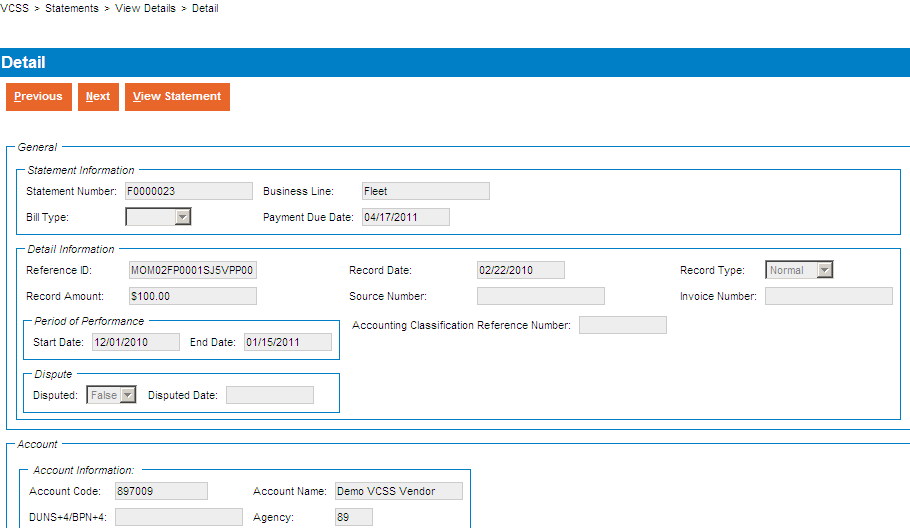 VCSS > Statements > View Details > Detail
Detail
Previous Next View Statement
General
Statement Information
Statement Number: F0000023 Business Line: Fleet
Bill Type: Payment Due Date: 04/17/2011
Detail Information
Reference ID: MOM02FP0001SJ5VPP00 Record Date: 02/22/2010 Record Type: Normal
Record Amount: $100.00 Source Number: Invoice Number:
Period of Performance Accounting Classification Reference Number:
Start Date: 12/01/2010 End Date: 01/15/2011
Dispute
Disputed: False Disputed Date:
Account
Account Information:
Account Code: 897009 Account Name: Demo VCSS Vendor
DUNS+4/BPN+4: Agency: 89